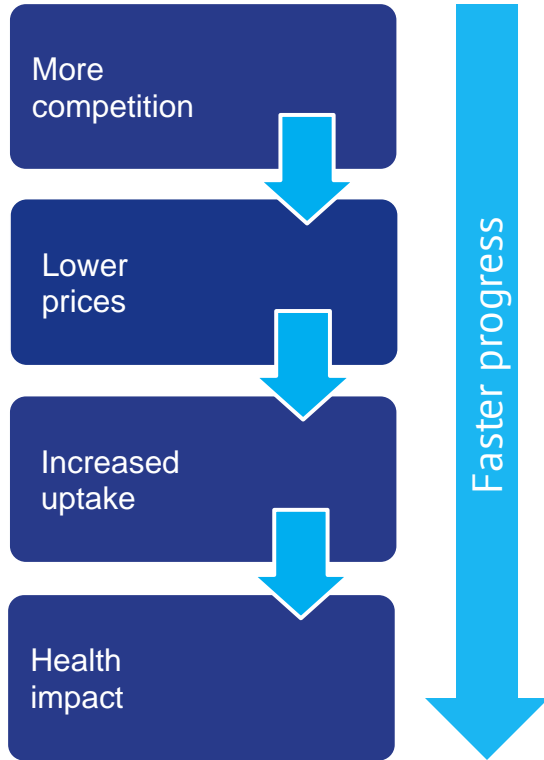 More
competition
Lower
prices
Increased
uptake
Health
impact
Faster progress